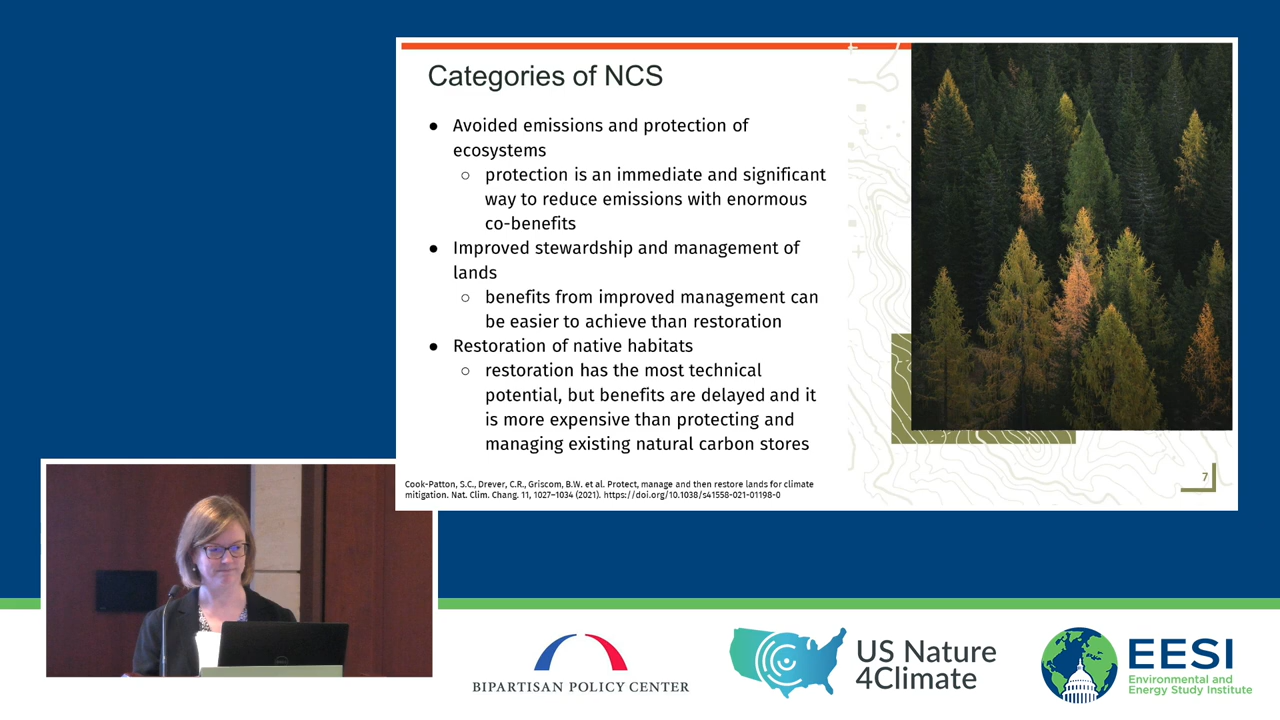 Categories of NCS
● Avoided emissions and protection of
ecosystems
○ protection is an immediate and significant
way to reduce emissions with enormous
co-benefits
● Improved stewardship and management of
lands
○ benefits from improved management can
be easier to achieve than restoration
● Restoration of native habitats
○ restoration has the most technical
potential, but benefits are delayed and it
is more expensive than protecting and
managing existing natural carbon stores
Cook-Patton, S.C., Drever, C.R., Griscom, B.W. et al. Protect, manage and then restore lands for climate
mitigation. Nat. Clim. Chang. 11, 1027–1034 (2021). https://doi.org/10.1038/s41558-021-01198-0
7
BIPARTISAN POLICY CENTER
US Nature
4Climate
EESI
Environmental and
Energy Study Institute